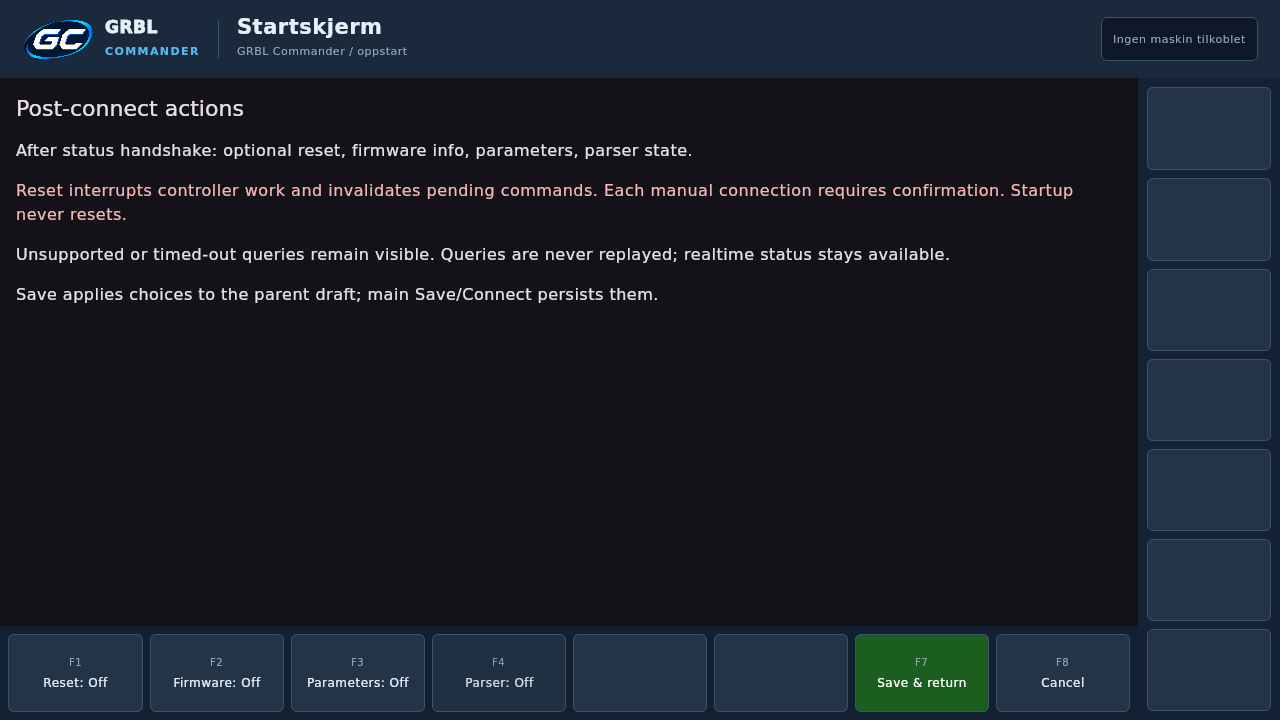 GC
GRBL
COMMANDER
Startskjerm
GRBL Commander / oppstart
Ingen maskin tilkoblet
Post-connect actions
After status handshake: optional reset, firmware info, parameters, parser state.
Reset interrupts controller work and invalidates pending commands. Each manual connection requires confirmation. Startup
never resets.
Unsupported or timed-out queries remain visible. Queries are never replayed; realtime status stays available.
Save applies choices to the parent draft; main Save/Connect persists them.
F1
Reset: Off
F2
Firmware: Off
F3
Parameters: Off
F4
Parser: Off
F7
Save & return
F8
Cancel